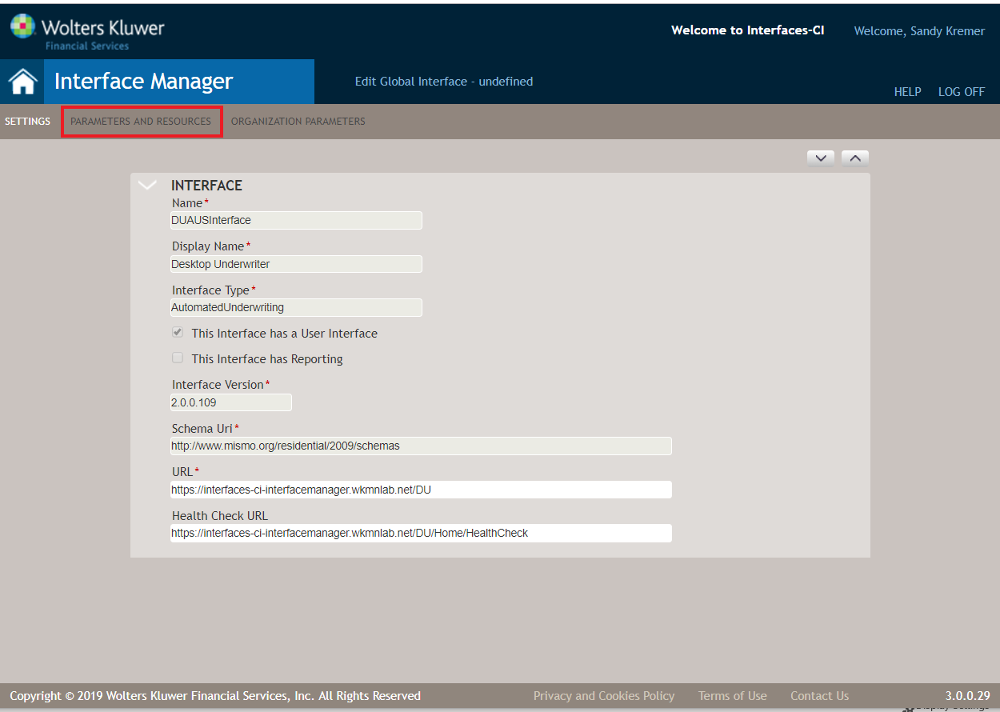 Wolters Kluwer
Financial Services
Welcome to Interfaces-CI
Welcome, Sandy Kremer
Interface Manager
Edit Global Interface - undefined
HELP LOG OFF
SETTINGS PARAMETERS AND RESOURCES ORGANIZATION PARAMETERS
INTERFACE
Name*
DUAUSInterface
Display Name*
Desktop Underwriter
Interface Type*
AutomatedUnderwriting
This Interface has a User Interface
This Interface has Reporting
Interface Version*
2.0.0.109
Schema Uri*
http://www.mismo.org/residential/2009/schemas
URL*
https://interfaces-ci-interfacemanager.wkmnlab.net/DU
Health Check URL
https://interfaces-ci-interfacemanager.wkmnlab.net/DU/Home/HealthCheck
Copyright © 2019 Wolters Kluwer Financial Services, Inc. All Rights Reserved Privacy and Cookies Policy Terms of Use Contact Us 3.0.0.29
Display Settings